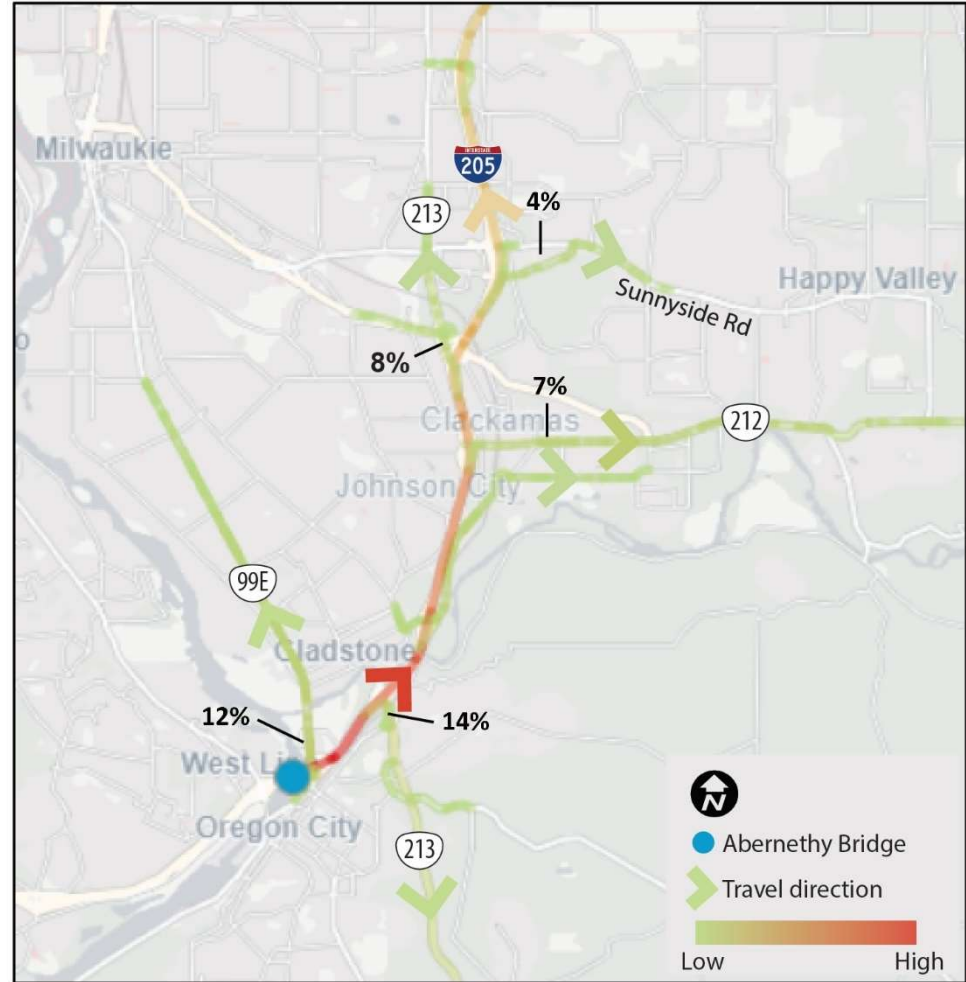 Milwaukie
INTERSTATE
205
213
4%
Happy Valley
Sunnyside Rd
8%
7%
Clackamas
212
Johnson City
99E
Gladstone
12%
14%
West Li
Oregon City
213
N
Abernethy Bridge
Travel direction
Low
High